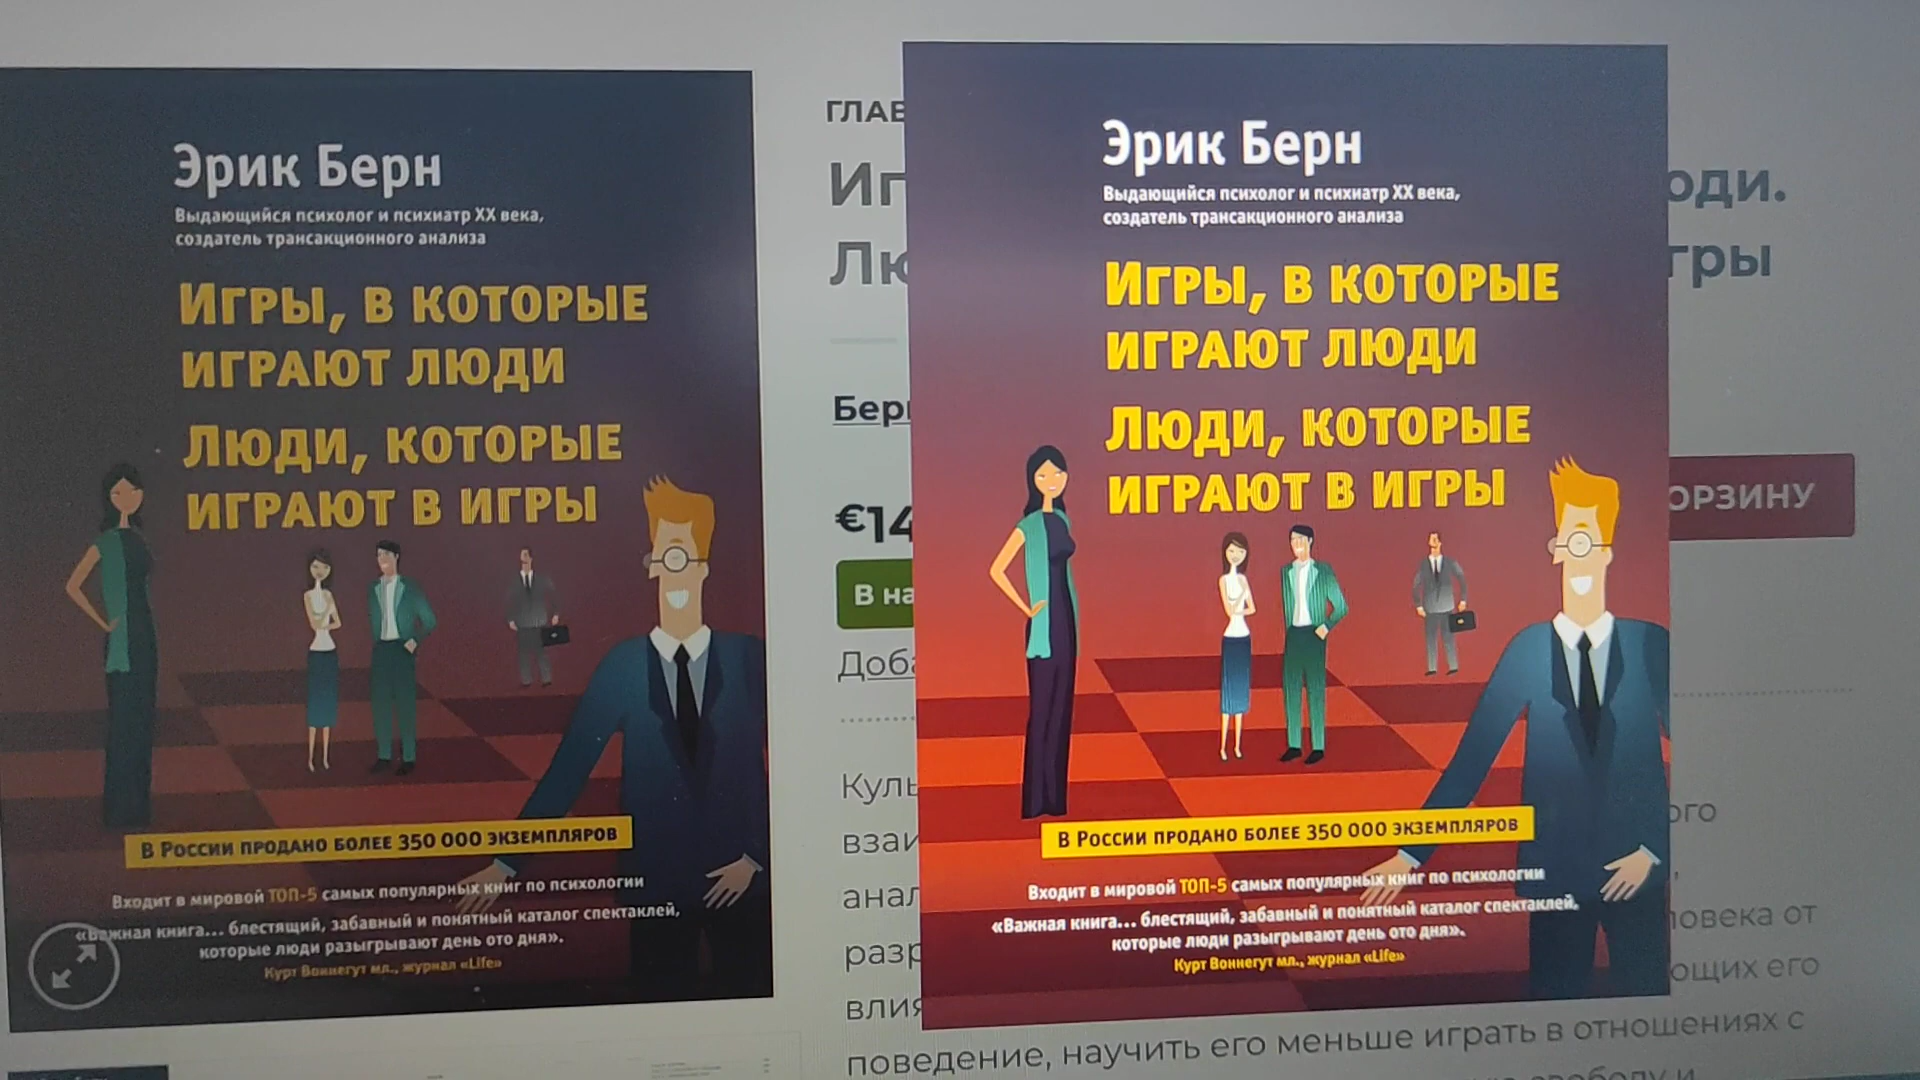 Эрик Берн
Выдающийся психолог и психиатр XX века,
создатель трансакционного анализа
Игры, в которые
играют люди
Люди, которые
играют в игры
В России продано более 350 000 экземпляров
Входит в мировой ТОП-5 самых популярных книг по психологии
«Важная книга... блестящий, забавный и понятный каталог спектаклей,
которые люди разыгрывают день ото дня».
Курт Воннегут мл., журнал «Life»
ГЛАВ
Иг
оди.
Лю
гры
Берн
€14
ОРЗИНУ
В на
Доба
Куль
ого
взаи
анал
ловека от
разр
ющих его
влия
поведение, научить его меньше играть в отношениях с
свободу и
Эрик Берн
Выдающийся психолог и психиатр XX века,
создатель трансакционного анализа
Игры, в которые
играют люди
Люди, которые
играют в игры
В России продано более 350 000 экземпляров
Входит в мировой ТОП-5 самых популярных книг по психологии
«Важная книга... блестящий, забавный и понятный каталог спектаклей,
которые люди разыгрывают день ото дня».
Курт Воннегут мл., журнал «Life»